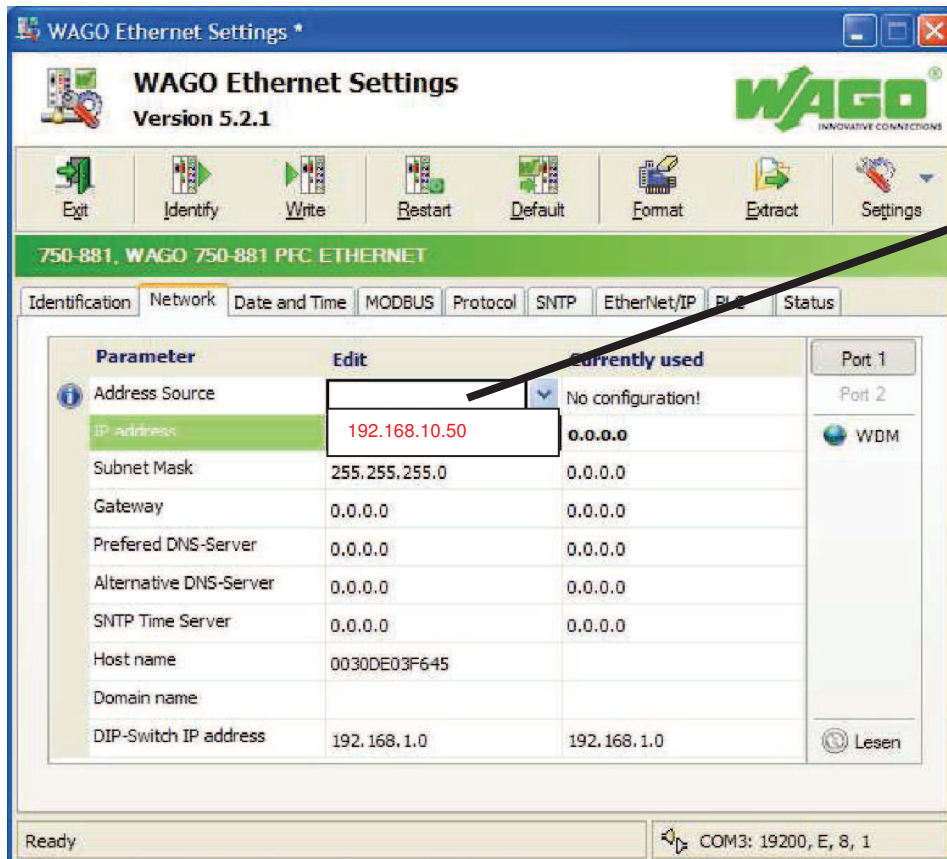 WAGO Ethernet Settings *
WAGO Ethernet Settings
Version 5.2.1
WAGO®
INNOVATIVE CONNECTIONS
Exit Identify Write Restart Default Format Extract Settings
750-881, WAGO 750-881 PFC ETHERNET
Identification Network Date and Time MODBUS Protocol SNTP EtherNet/IP PLC Status
Parameter Edit Currently used Port 1
Address Source No configuration! Port 2
IP address 192.168.10.50 0.0.0.0 WBM
Subnet Mask 255.255.255.0 0.0.0.0
Gateway 0.0.0.0 0.0.0.0
Prefered DNS-Server 0.0.0.0 0.0.0.0
Alternative DNS-Server 0.0.0.0 0.0.0.0
SNTP Time Server 0.0.0.0 0.0.0.0
Host name 0030DE03F645
Domain name
DIP-Switch IP address 192.168.1.0 192.168.1.0 Lesen
Ready COM3: 19200, E, 8, 1